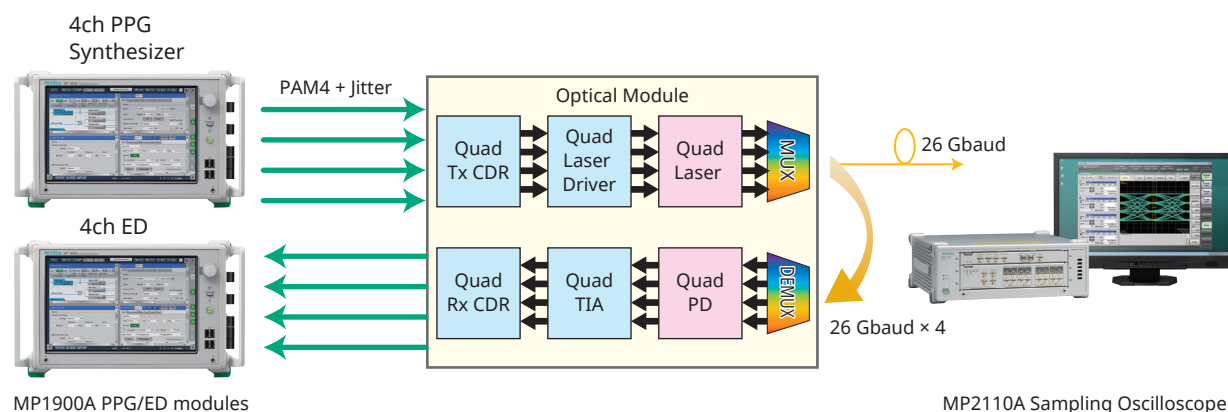 4ch PPG
Synthesizer
PAM4 + Jitter
Optical Module
Quad
Tx CDR
Quad
Laser
Driver
Quad
Laser
MUX
26 Gbaud
4ch ED
Quad
Rx CDR
Quad
TIA
Quad
PD
DEMUX
26 Gbaud × 4
MP1900A PPG/ED modules
MP2110A Sampling Oscilloscope